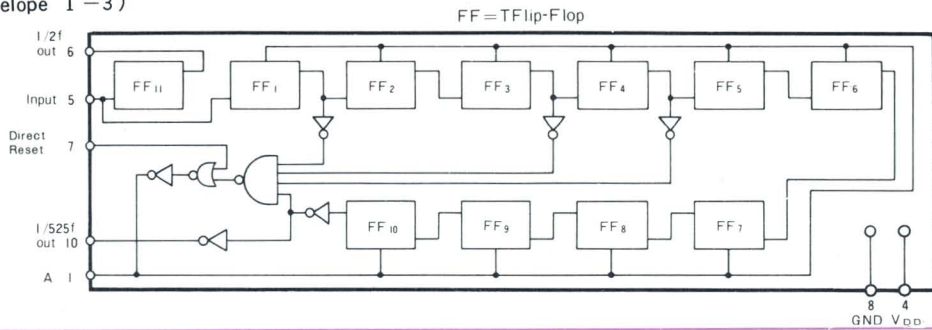 elope 1-3)
FF=TFlip-Flop
1/2f
out 6
FF11 FF1 FF2 FF3 FF4 FF5 FF6
Input 5
Direct
Reset 7
1/525f
out 10
FF10 FF9 FF8 FF7
A 1
8 4
GND VDD